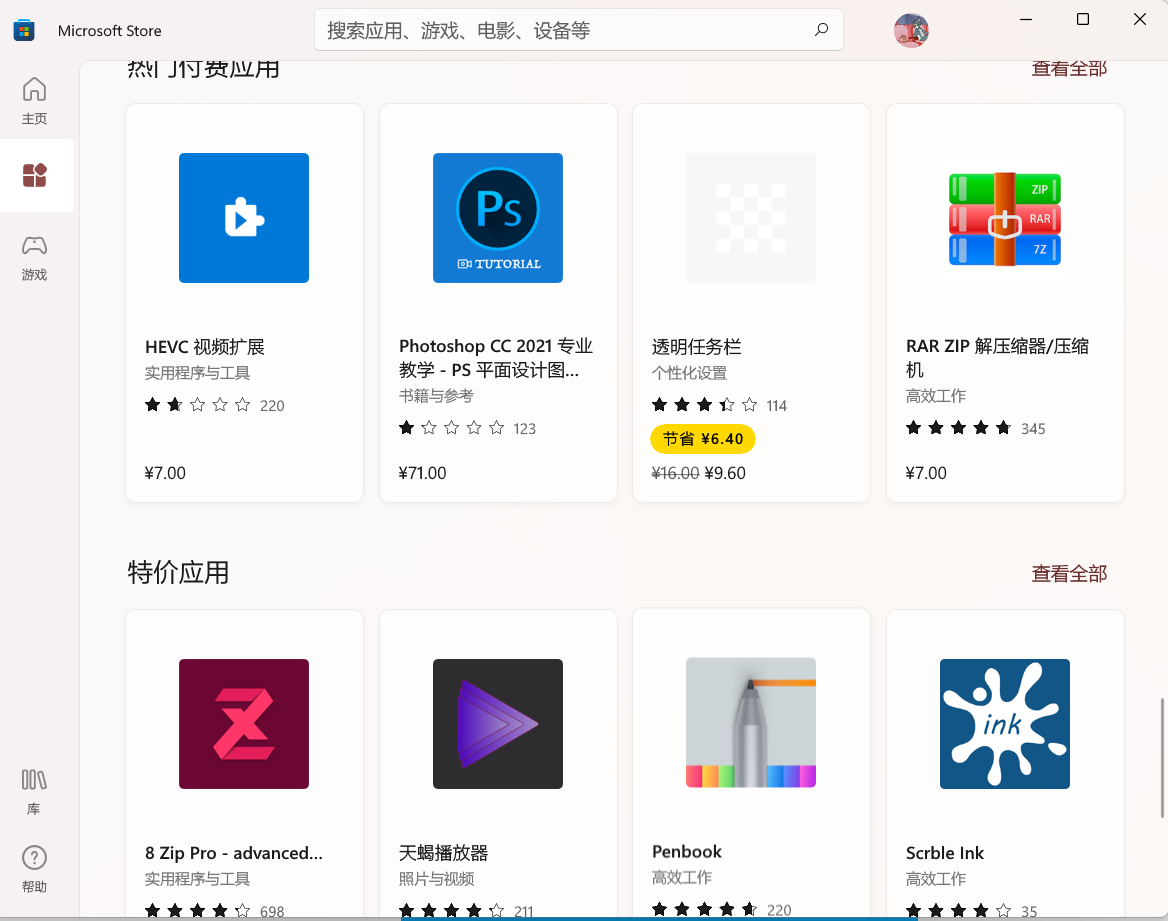 Microsoft Store
搜索应用、游戏、电影、设备等
主页
游戏
库
帮助
热门付费应用
查看全部
Ps
TUTORIAL
ZIP
RAR
7Z
HEVC 视频扩展
实用程序与工具
220
¥7.00
Photoshop CC 2021 专业
教学 - PS 平面设计图...
书籍与参考
123
¥71.00
透明任务栏
个性化设置
114
节省 ¥6.40
¥16.00 ¥9.60
RAR ZIP 解压缩器/压缩
机
高效工作
345
¥7.00
特价应用
查看全部
ink
8 Zip Pro - advanced...
实用程序与工具
698
天蝎播放器
照片与视频
211
Penbook
高效工作
220
Scrble Ink
高效工作
35